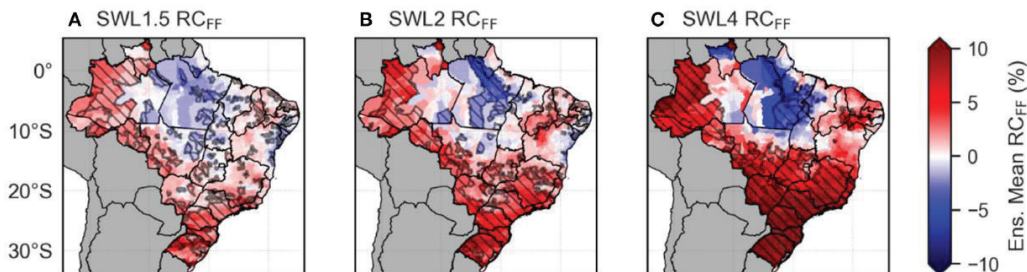 A SWL1.5 RCFF
B SWL2 RCFF
C SWL4 RCFF
0°
10°S
20°S
30°S
10
5
0
−5
−10
Ens. Mean RCFF (%)